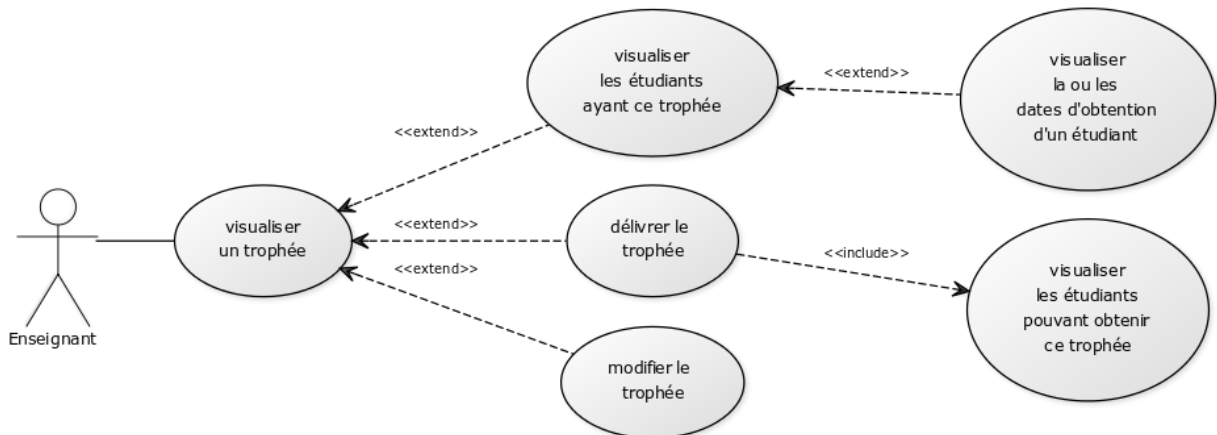 visualiser
les étudiants
ayant ce trophée
<<extend>>
visualiser
la ou les
dates d'obtention
d'un étudiant
<<extend>>
Enseignant
visualiser
un trophée
<<extend>>
délivrer le
trophée
<<include>>
visualiser
les étudiants
pouvant obtenir
ce trophée
<<extend>>
modifier le
trophée